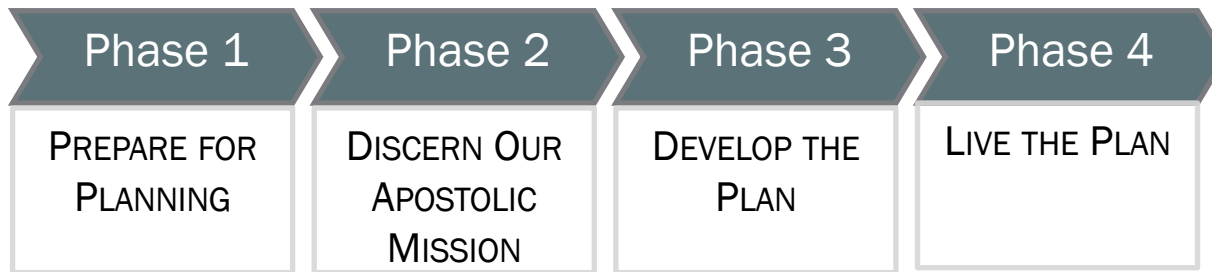 Phase 1
Phase 2
Phase 3
Phase 4
PREPARE FOR
PLANNING
DISCERN OUR
APOSTOLIC
MISSION
DEVELOP THE
PLAN
LIVE THE PLAN